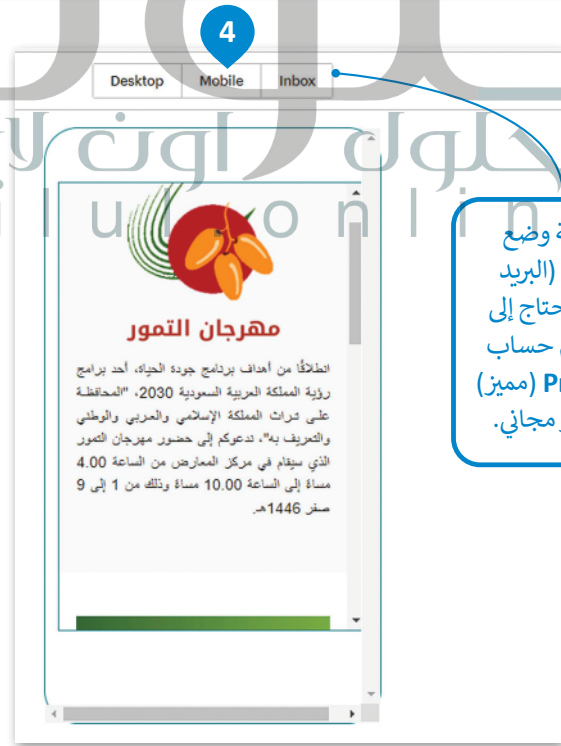 4
Desktop Mobile Inbox
مهرجان التمور
انطلاقًا من أهداف برنامج جودة الحياة، أحد برامج
رؤية المملكة العربية السعودية 2030، "المحافظة
على تراث المملكة الإسلامي والعربي والوطني
والتعريف به"، ندعوكم إلى حضور مهرجان التمور
الذي سيقام في مركز المعارض من الساعة 4.00
مساءً إلى الساعة 10.00 مساءً وذلك من 1 إلى 9
صفر 1446هـ.
وضع
(البريد
حتاج إلى
حساب
(مميز)
مجاني.